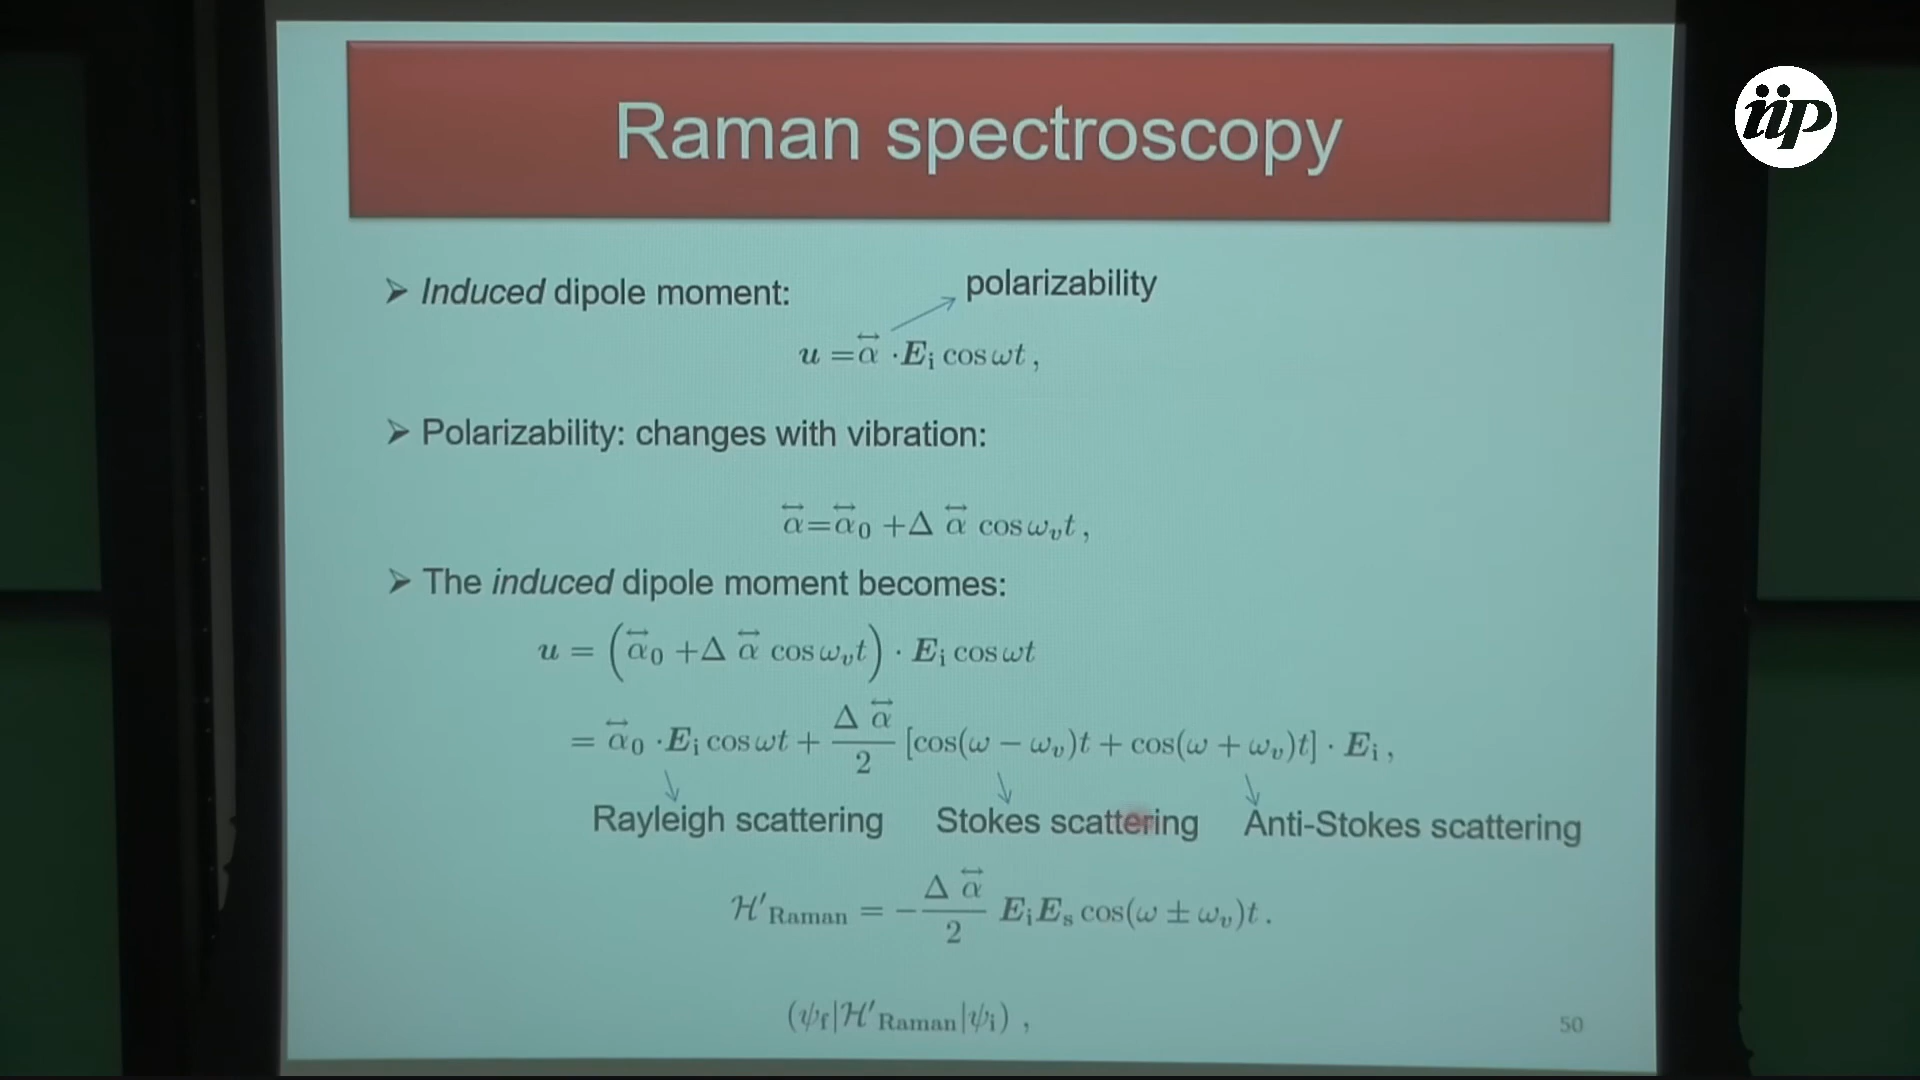 iip
Raman spectroscopy
➢ Induced dipole moment:
polarizability
u = α⃡ · E_i cos ωt ,
➢ Polarizability: changes with vibration:
α⃡ = α⃡_0 + Δ α⃡ cos ω_v t ,
➢ The induced dipole moment becomes:
u = (α⃡_0 + Δ α⃡ cos ω_v t) · E_i cos ωt
= α⃡_0 · E_i cos ωt + Δ α⃡ / 2 [cos(ω − ω_v)t + cos(ω + ω_v)t] · E_i ,
Rayleigh scattering Stokes scattering Anti-Stokes scattering
ℋ′_Raman = − Δ α⃡ / 2 E_i E_s cos(ω ± ω_v)t .
(ψ_f|ℋ′_Raman|ψ_i) ,
50